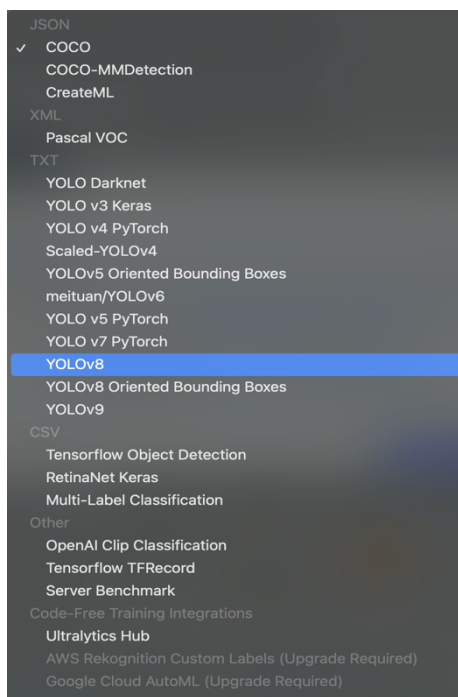 JSON
✓ COCO
COCO-MMDetection
CreateML
XML
Pascal VOC
TXT
YOLO Darknet
YOLO v3 Keras
YOLO v4 PyTorch
Scaled-YOLOv4
YOLOv5 Oriented Bounding Boxes
meituan/YOLOv6
YOLO v5 PyTorch
YOLO v7 PyTorch
YOLOv8
YOLOv8 Oriented Bounding Boxes
YOLOv9
CSV
Tensorflow Object Detection
RetinaNet Keras
Multi-Label Classification
Other
OpenAI Clip Classification
Tensorflow TFRecord
Server Benchmark
Code-Free Training Integrations
Ultralytics Hub
AWS Rekognition Custom Labels (Upgrade Required)
Google Cloud AutoML (Upgrade Required)